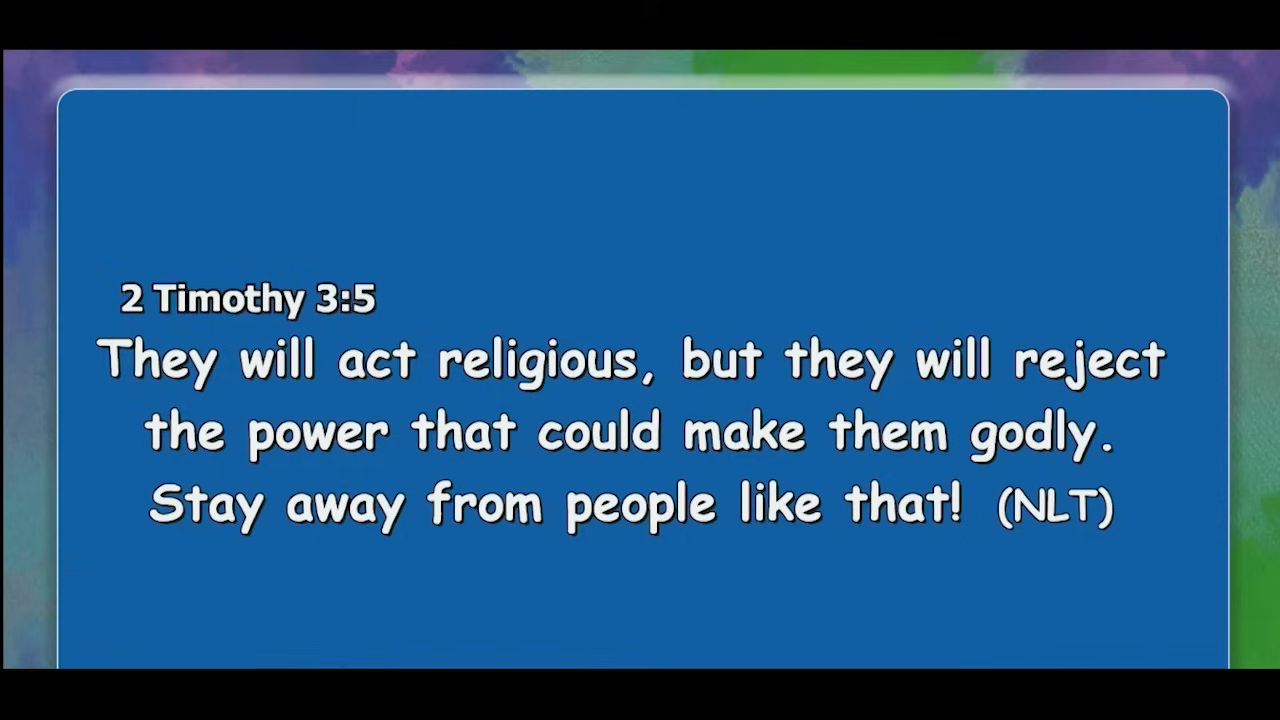 2 Timothy 3:5
They will act religious, but they will reject
the power that could make them godly.
Stay away from people like that! (NLT)